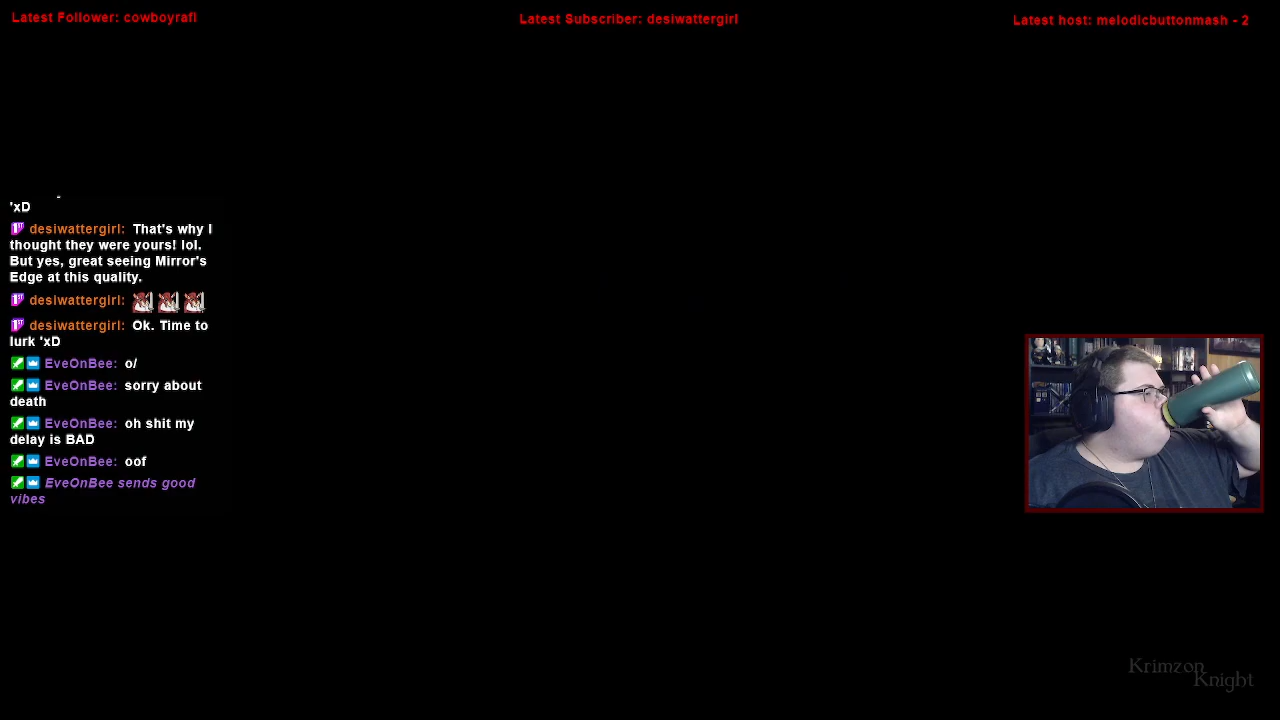 Latest Follower: cowboyrafl
Latest Subscriber: desiwattergirl
Latest host: melodicbuttonmash - 2
'xD
desiwattergirl: That's why I
thought they were yours! lol.
But yes, great seeing Mirror's
Edge at this quality.
desiwattergirl:
desiwattergirl: Ok. Time to
lurk 'xD
EveOnBee: o/
EveOnBee: sorry about
death
EveOnBee: oh shit my
delay is BAD
EveOnBee: oof
EveOnBee sends good
vibes
Krimzon
Knight